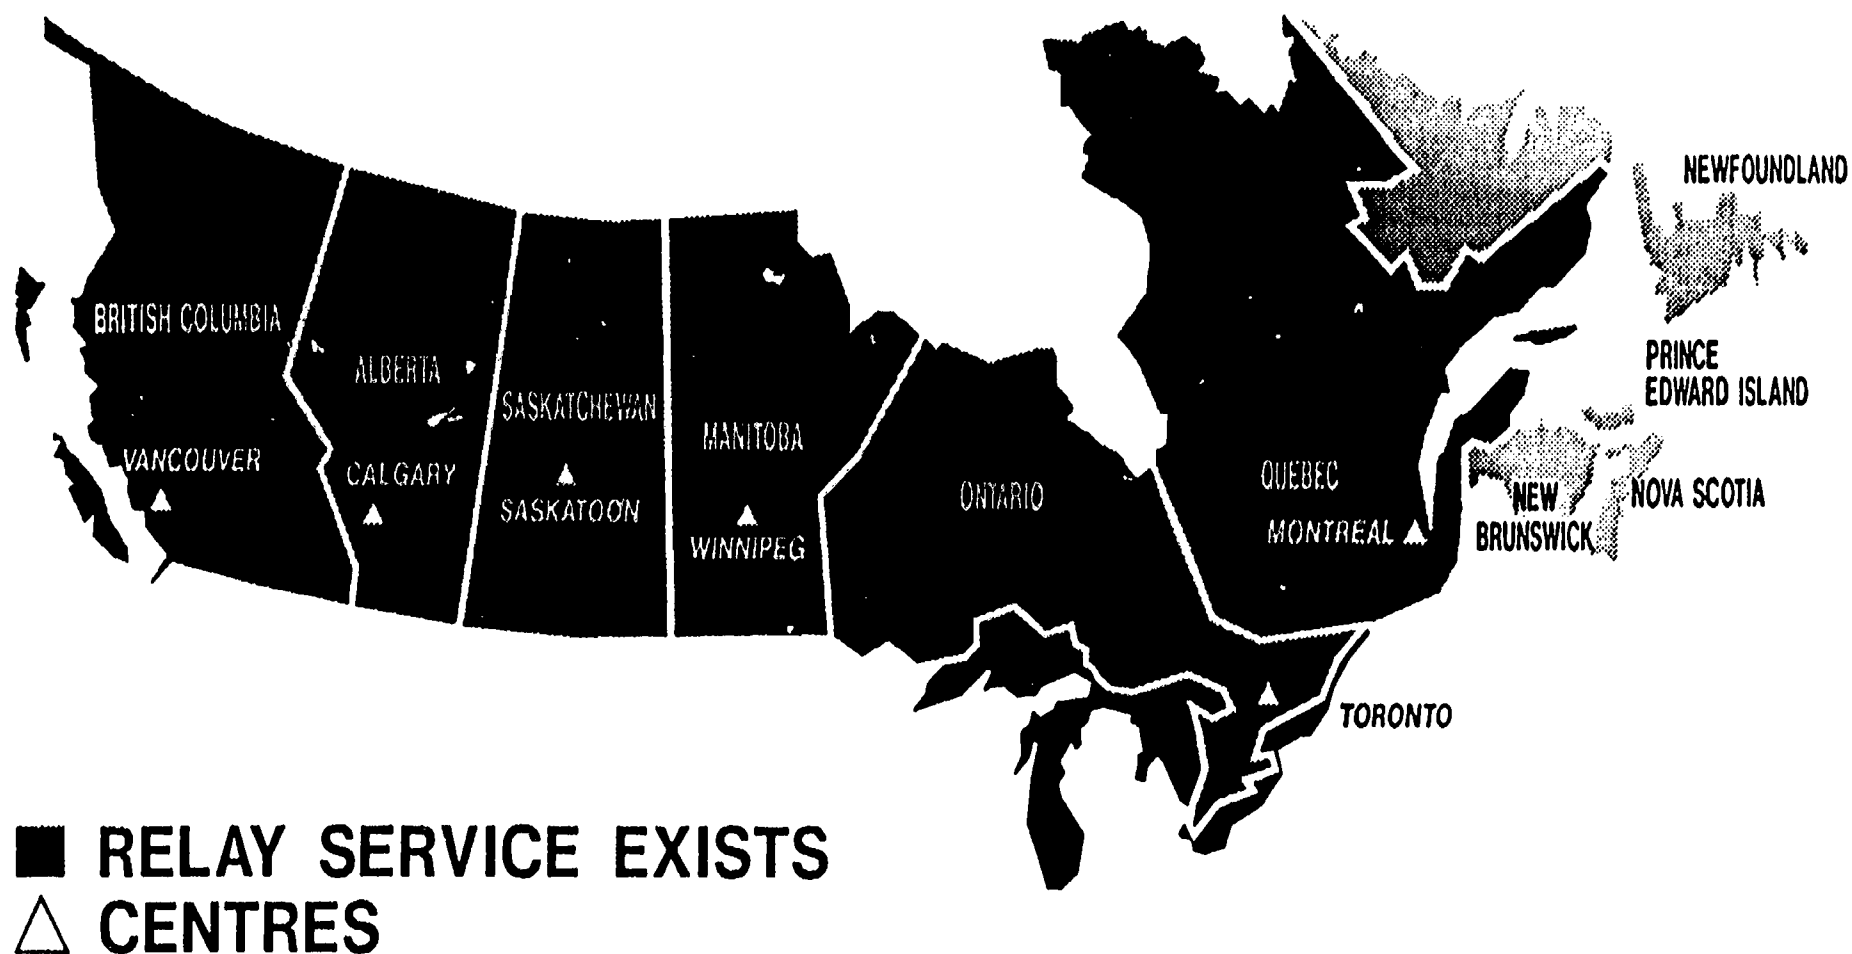 NEWFOUNDLAND
BRITISH COLUMBIA
PRINCE
EDWARD ISLAND
ALBERTA
SASKATCHEWAN
MANITOBA
VANCOUVER
CALGARY
QUEBEC
ONTARIO
NEW
BRUNSWICK
NOVA SCOTIA
SASKATOON
MONTREAL
WINNIPEG
TORONTO
RELAY SERVICE EXISTS
CENTRES